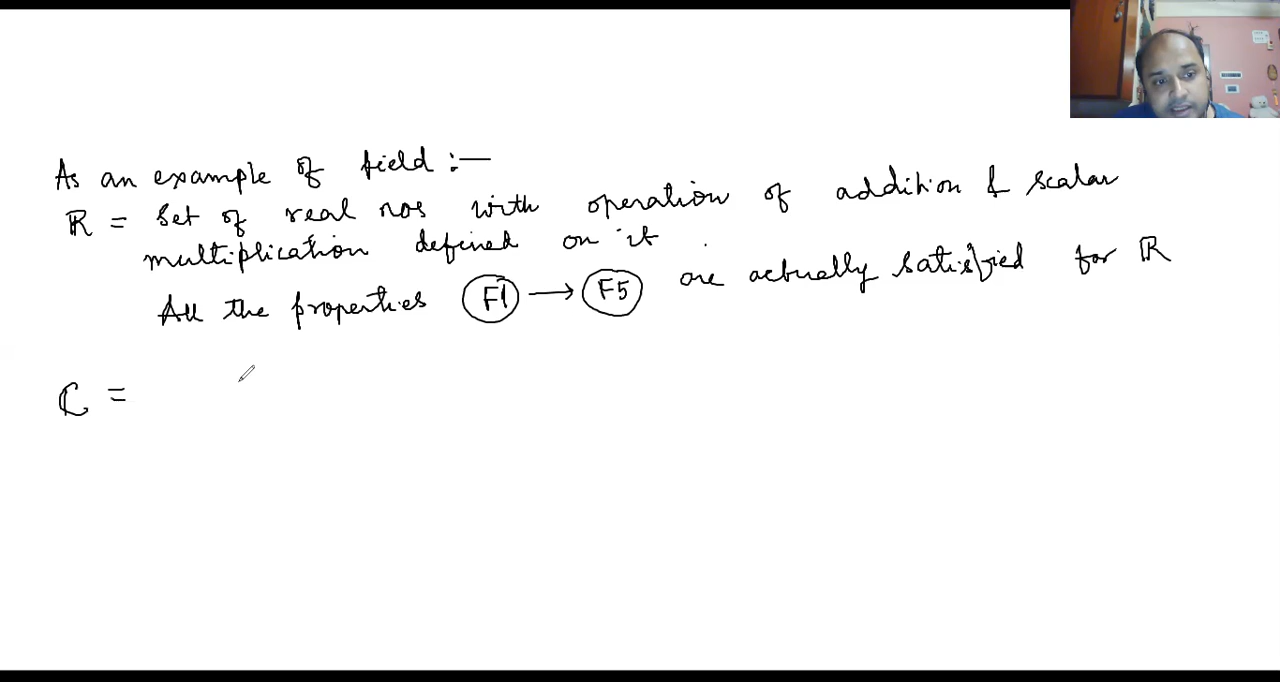 As an example of field :—
ℝ = Set of real nos with operation of addition & scalar
multiplication defined on it .
All the properties F1 → F5 are actually satisfied for ℝ
ℂ =